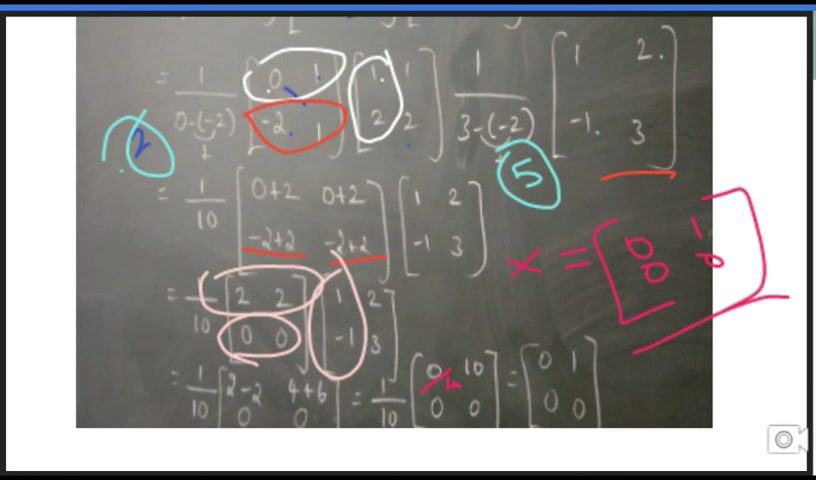 = 1/(0-(-2)) [0 1; -2 1] [1 1; 2 2] 1/(3-(-2)) [1 2; -1 3]
2
5
= 1/10 [0+2 0+2; -2+2 -2+2] [1 2; -1 3]
x = [0 1; 0 0]
= 1/10 [2 2; 0 0] [1 2; -1 3]
= 1/10 [2-2 4+6; 0 0] = 1/10 [0 10; 0 0] = [0 1; 0 0]